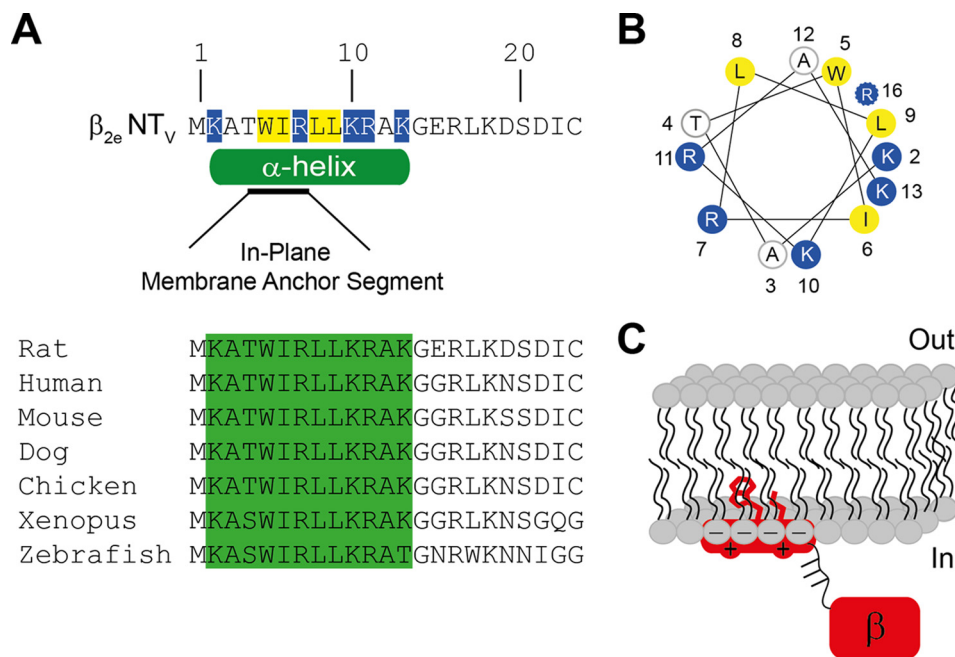 A
1 10 20
β2e NTV MKATWIRLLKRAKGERLKDSDIC
α-helix
In-Plane
Membrane Anchor Segment
Rat MKATWIRLLKRAKGERLKDSDIC
Human MKATWIRLLKRAKGGRLKNSDIC
Mouse MKATWIRLLKRAKGGRLKSSDIC
Dog MKATWIRLLKRAKGGRLKNSDIC
Chicken MKATWIRLLKRAKGGRLKNSDIC
Xenopus MKASWIRLLKRAKGGRLKNSGQG
Zebrafish MKASWIRLLKRATGNRWKNNIGG
B
12
8 A 5
L W
R 16
4 T L 9
11 R K 2
K 13
7 R I 6
A K
3 10
C
Out
− − − −
+ +
In
β